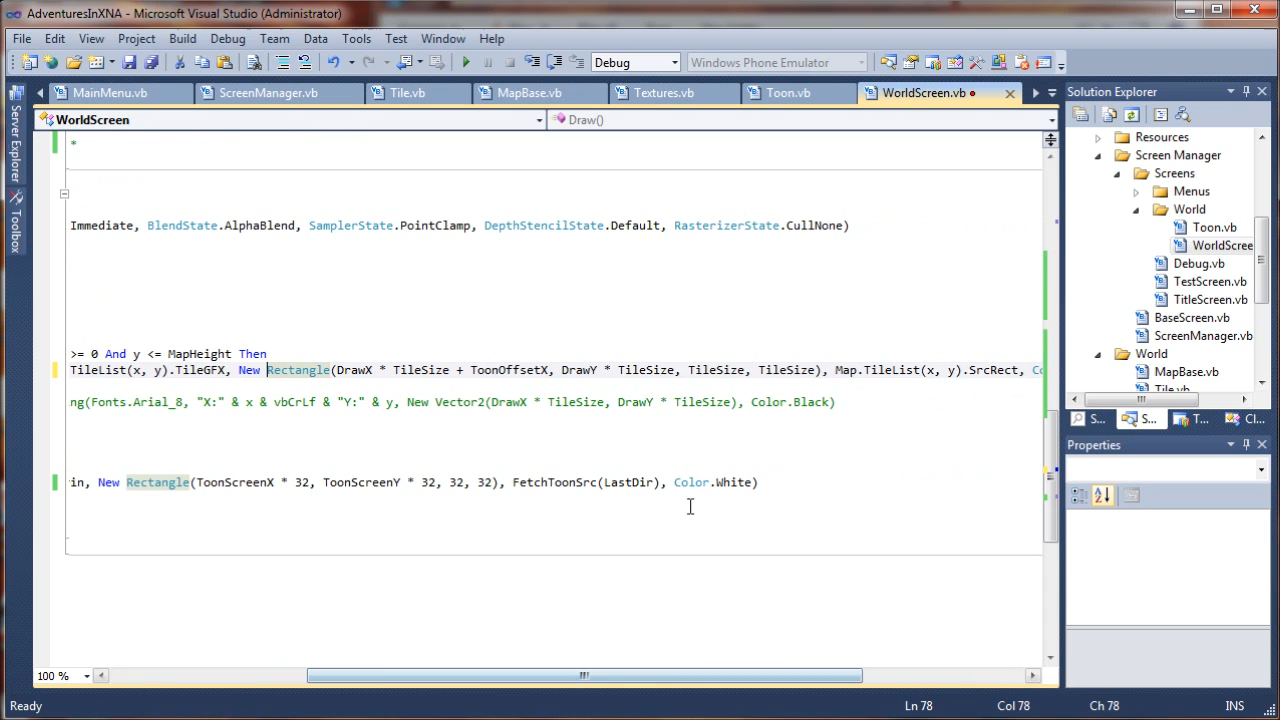 AdventuresInXNA - Microsoft Visual Studio (Administrator)
File Edit View Project Build Debug Team Data Tools Test Window Help
Debug Windows Phone Emulator
MainMenu.vb ScreenManager.vb Tile.vb MapBase.vb Textures.vb Toon.vb WorldScreen.vb
WorldScreen Draw()
*
Immediate, BlendState.AlphaBlend, SamplerState.PointClamp, DepthStencilState.Default, RasterizerState.CullNone)
>= 0 And y <= MapHeight Then
TileList(x, y).TileGFX, New Rectangle(DrawX * TileSize + ToonOffsetX, DrawY * TileSize, TileSize, TileSize), Map.TileList(x, y).SrcRect, Co
ng(Fonts.Arial_8, "X:" & x & vbCrLf & "Y:" & y, New Vector2(DrawX * TileSize, DrawY * TileSize), Color.Black)
in, New Rectangle(ToonScreenX * 32, ToonScreenY * 32, 32, 32), FetchToonSrc(LastDir), Color.White)
100 %
Server Explorer
Toolbox
Solution Explorer
Resources
Screen Manager
Screens
Menus
World
Toon.vb
WorldScree
Debug.vb
TestScreen.vb
TitleScreen.vb
BaseScreen.vb
ScreenManager.vb
World
MapBase.vb
Tile.vb
S... S... T... Cl...
Properties
Ready Ln 78 Col 78 Ch 78 INS